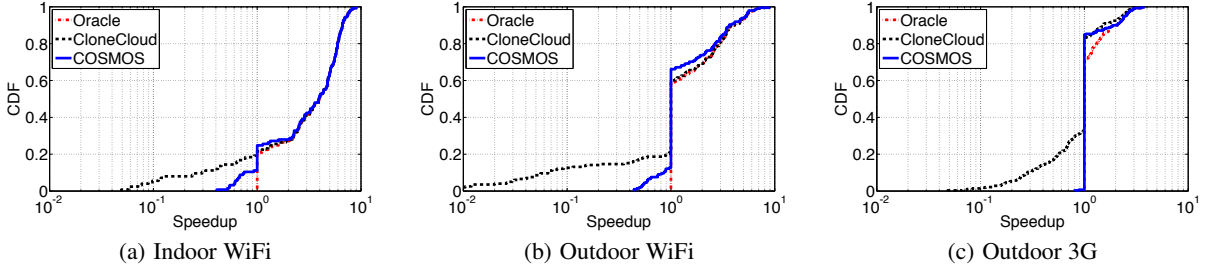 1
0.8
0.6
0.4
0.2
0
CDF
Oracle
CloneCloud
COSMOS
10^-2
10^-1
10^0
10^1
Speedup
(a) Indoor WiFi
1
0.8
0.6
0.4
0.2
0
CDF
Oracle
CloneCloud
COSMOS
10^-2
10^-1
10^0
10^1
Speedup
(b) Outdoor WiFi
1
0.8
0.6
0.4
0.2
0
CDF
Oracle
CloneCloud
COSMOS
10^-2
10^-1
10^0
10^1
Speedup
(c) Outdoor 3G